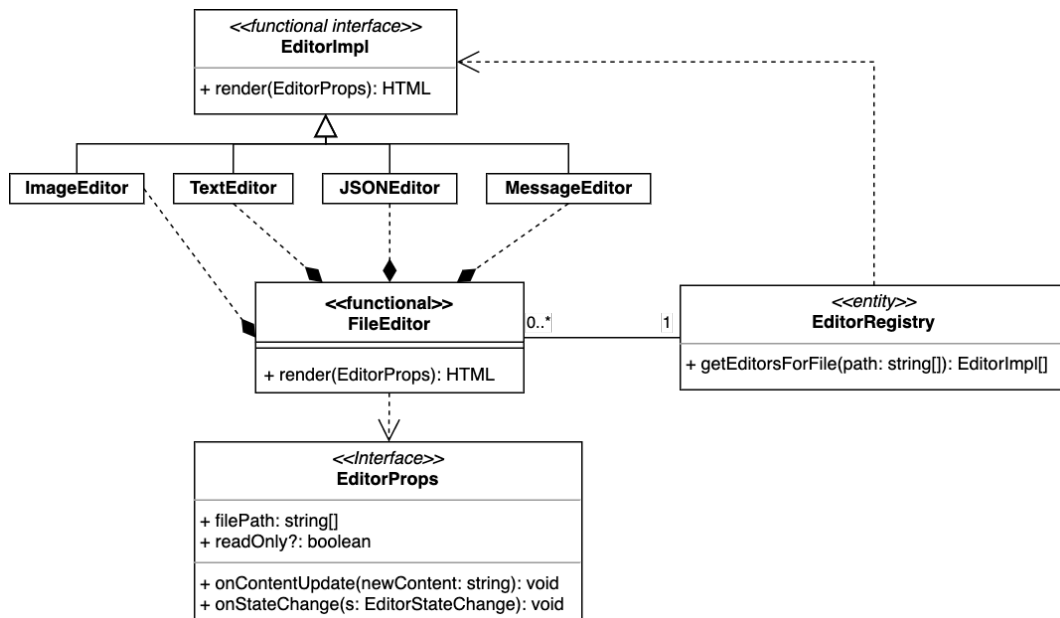 <<functional interface>>
EditorImpl
+ render(EditorProps): HTML
ImageEditor
TextEditor
JSONEditor
MessageEditor
<<functional>>
FileEditor
+ render(EditorProps): HTML
0..*
1
<<entity>>
EditorRegistry
+ getEditorsForFile(path: string[]): EditorImpl[]
<<Interface>>
EditorProps
+ filePath: string[]
+ readOnly?: boolean
+ onContentUpdate(newContent: string): void
+ onStateChange(s: EditorStateChange): void